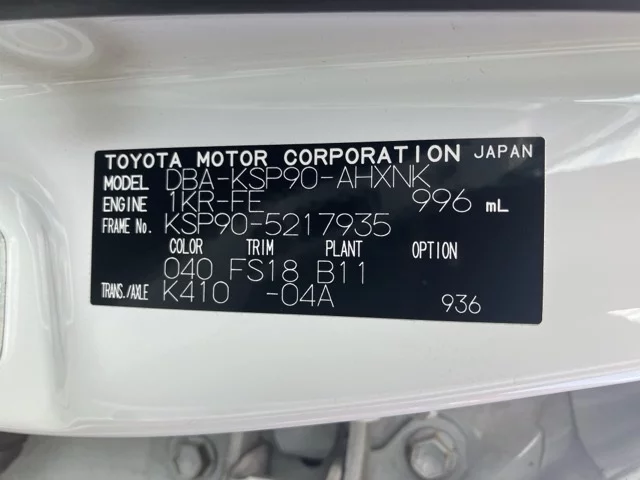 TOYOTA MOTOR CORPORATION JAPAN
MODEL DBA-KSP90-AHXNK
ENGINE 1KR-FE 996 mL
FRAME No. KSP90-5217935
COLOR TRIM PLANT OPTION
040 FS18 B11
TRANS./AXLE K410 -04A 936